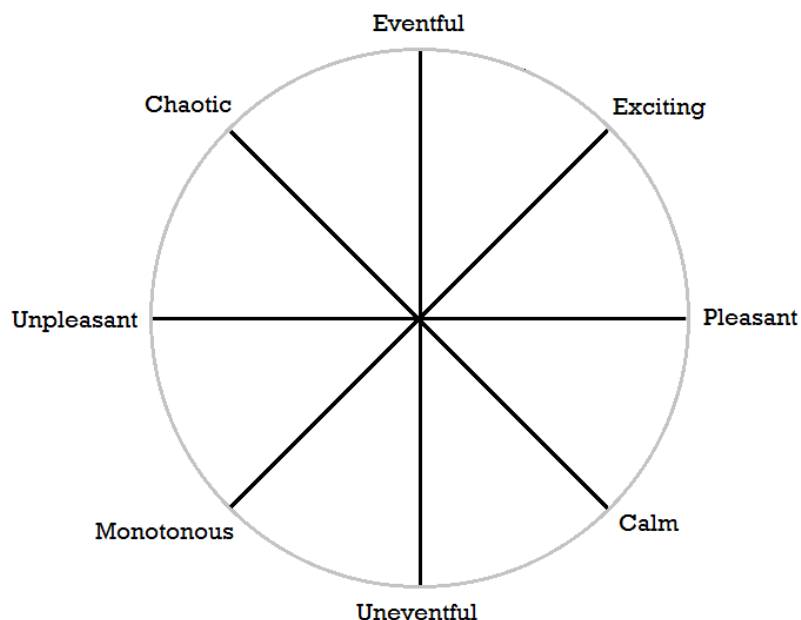 Eventful
Chaotic
Exciting
Unpleasant
Pleasant
Monotonous
Calm
Uneventful